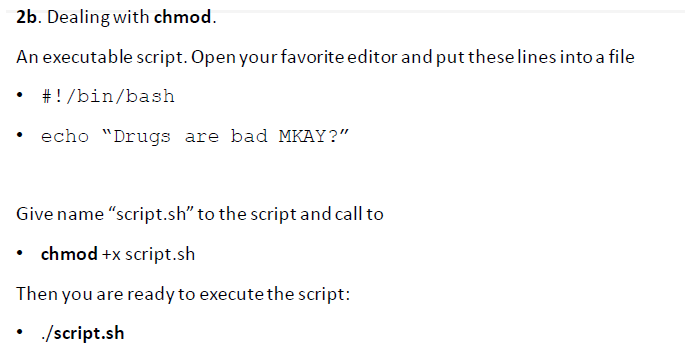 2b. Dealing with chmod.
An executable script. Open your favorite editor and put these lines into a file
• #!/bin/bash
• echo “Drugs are bad MKAY?”
Give name “script.sh” to the script and call to
• chmod +x script.sh
Then you are ready to execute the script:
• ./script.sh